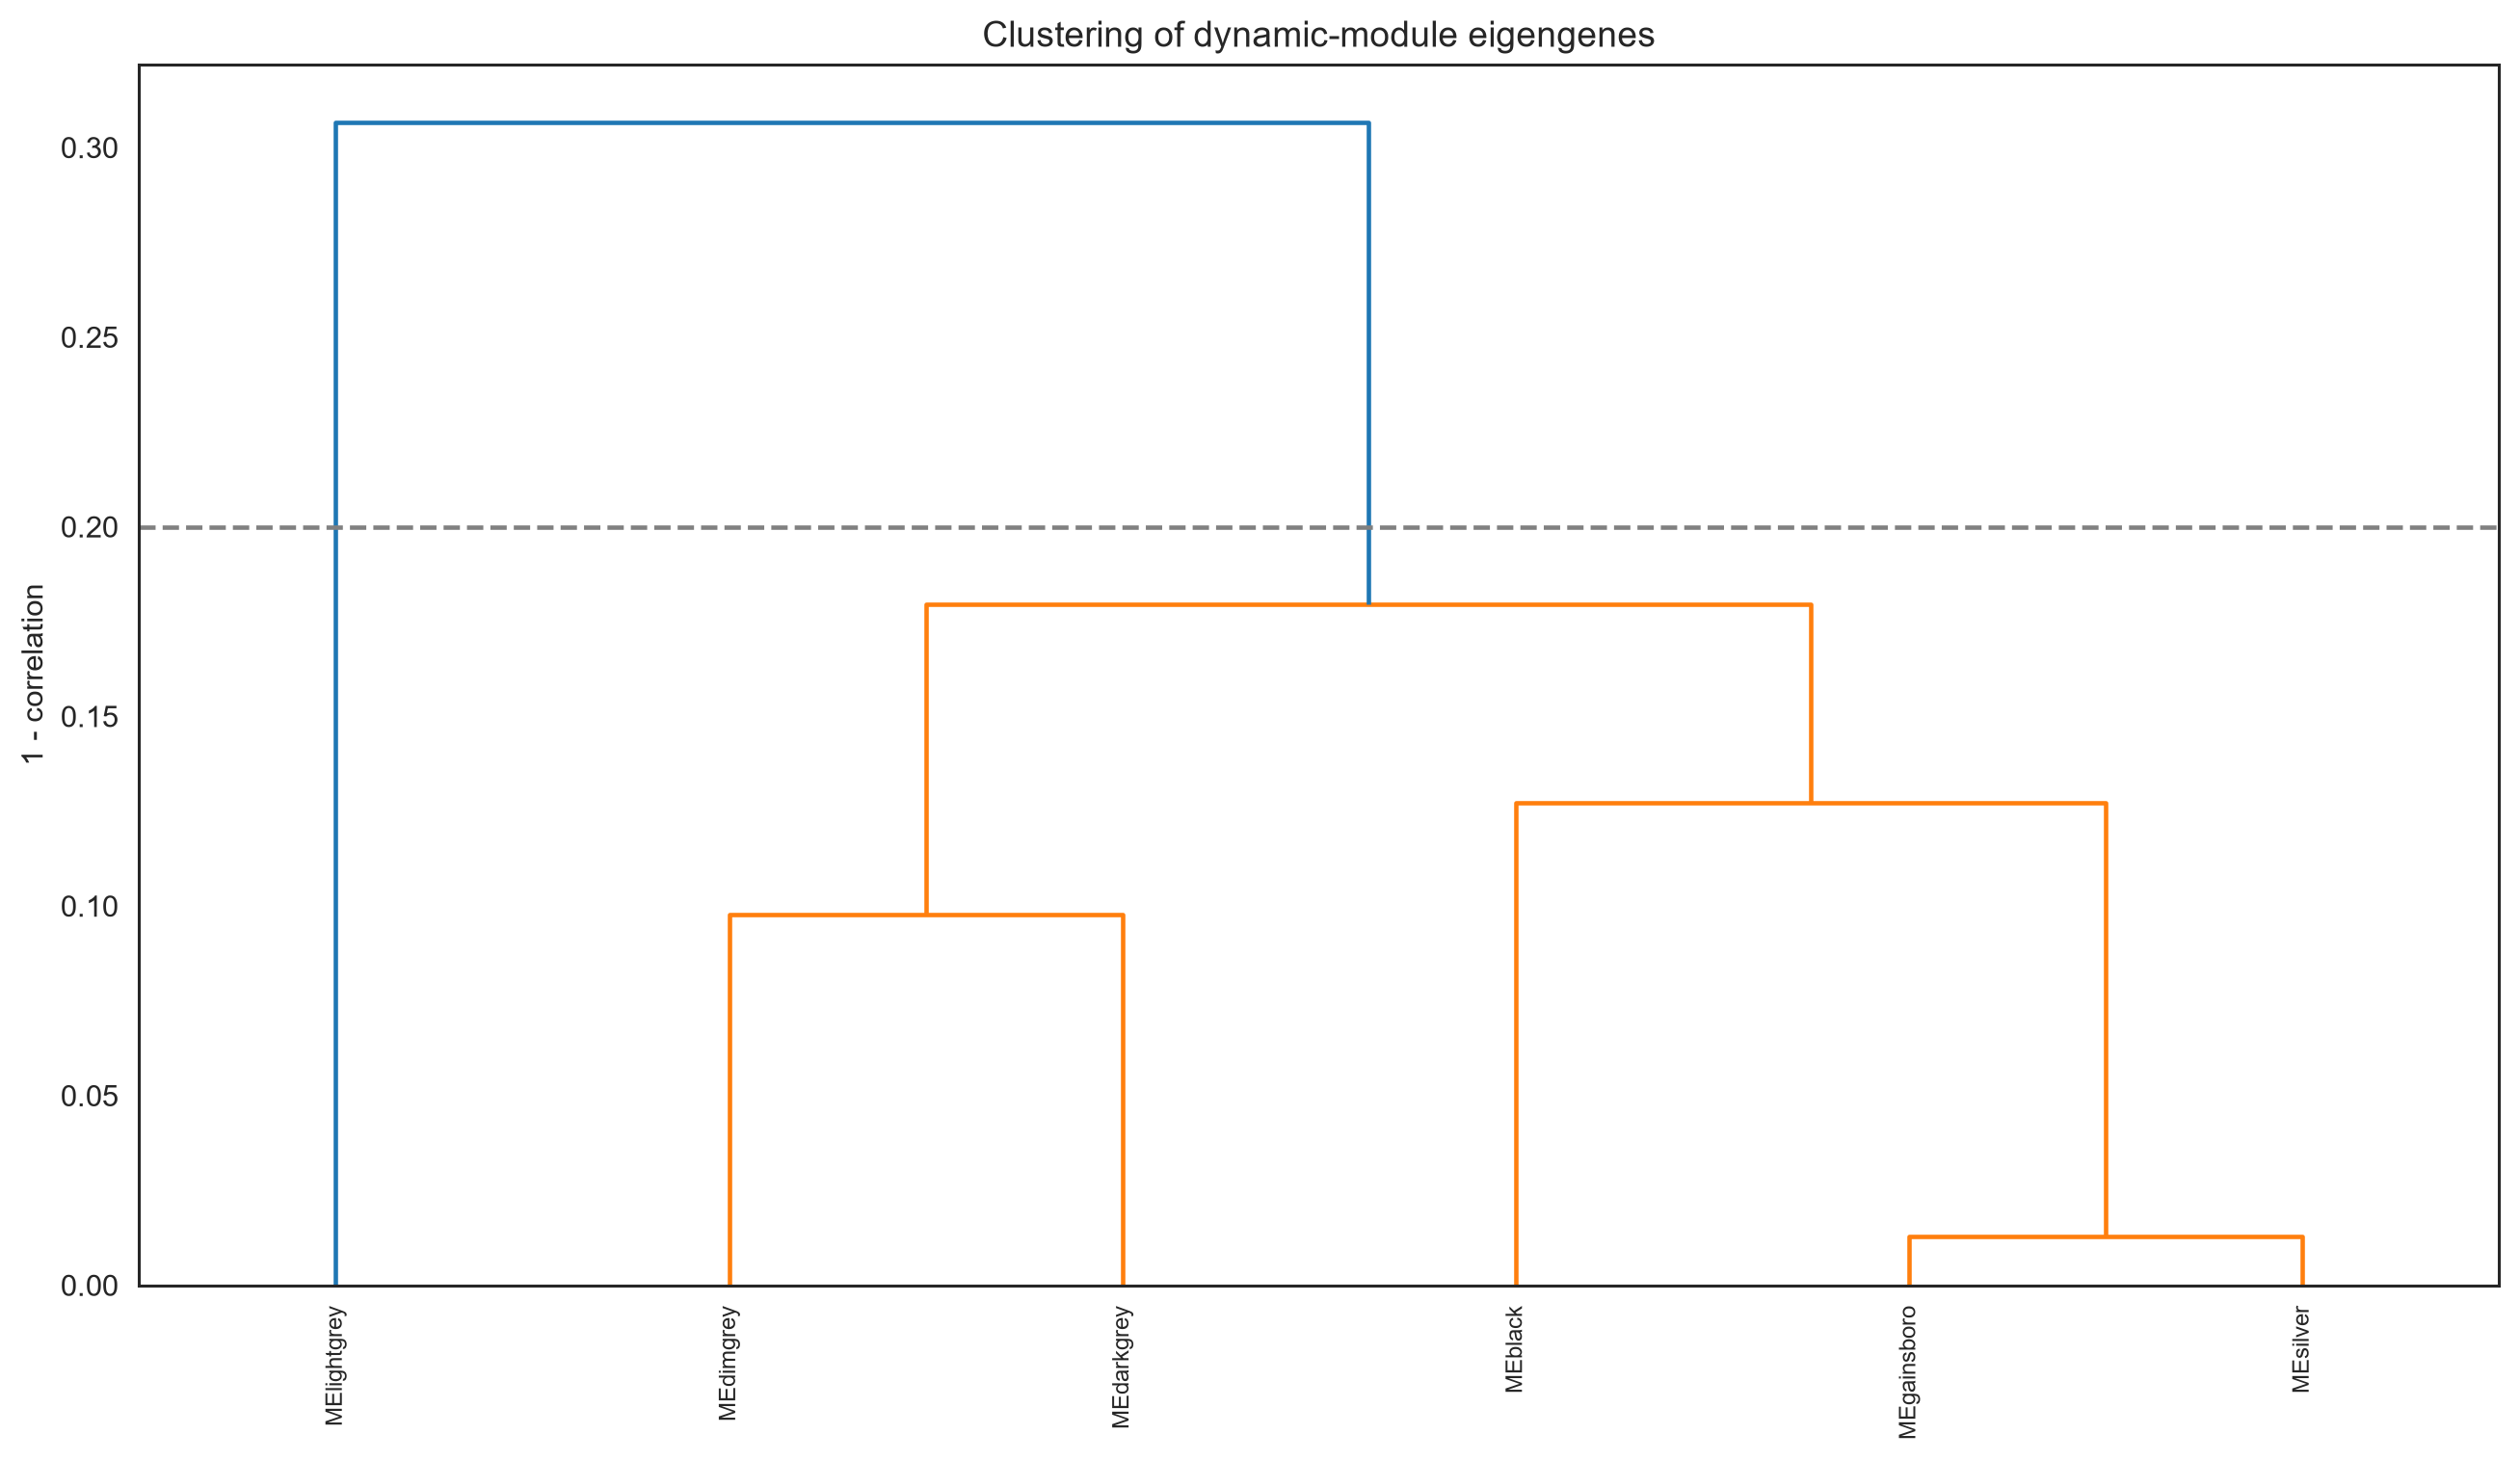 Clustering of dynamic-module eigengenes
1 - correlation
0.30
0.25
0.20
0.15
0.10
0.05
0.00
MElightgrey
MEdimgrey
MEdarkgrey
MEblack
MEgainsboro
MEsilver